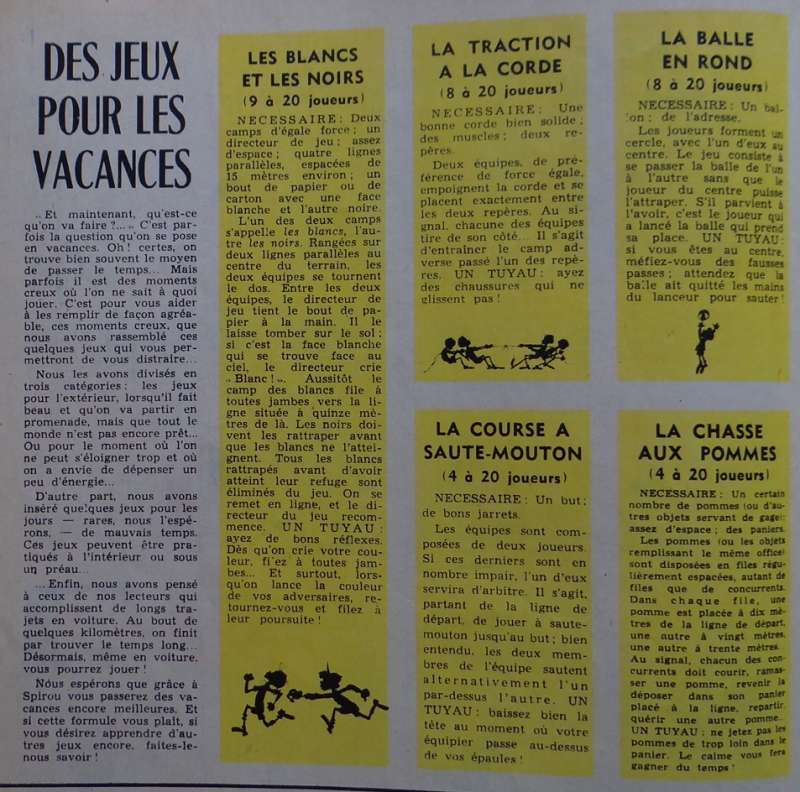 DES JEUX
POUR LES
VACANCES
„ Et maintenant, qu'est-ce
qu'on va faire ?... „ C'est par-
fois la question qu'on se pose
en vacances. Oh ! certes, on
trouve bien souvent le moyen
de passer le temps... Mais
parfois il est des moments
creux où l'on ne sait à quoi
jouer. C'est pour vous aider
à les remplir de façon agréa-
ble, ces moments creux, que
nous avons rassemblé ces
quelques jeux qui vous per-
mettront de vous distraire...
Nous les avons divisés en
trois catégories : les jeux
pour l'extérieur, lorsqu'il fait
beau et qu'on va partir en
promenade, mais que tout le
monde n'est pas encore prêt...
Ou pour le moment où l'on
ne peut s'éloigner trop et où
on a envie de dépenser un
peu d'énergie...
D'autre part, nous avons
inséré quelques jeux pour les
jours — rares, nous l'espé-
rons, — de mauvais temps.
Ces jeux peuvent être pra-
tiqués à l'intérieur ou sous
un préau...
...Enfin, nous avons pensé
à ceux de nos lecteurs qui
accomplissent de longs tra-
jets en voiture. Au bout de
quelques kilomètres, on finit
par trouver le temps long...
Désormais, même en voiture,
vous pourrez jouer !
Nous espérons que grâce à
Spirou vous passerez des va-
cances encore meilleures. Et
si cette formule vous plaît, si
vous désirez apprendre d'au-
tres jeux encore, faites-le-
nous savoir !
LES BLANCS
ET LES NOIRS
(9 à 20 joueurs)
NECESSAIRE : Deux
camps d'égale force ; un
directeur de jeu ; assez
d'espace ; quatre lignes
parallèles, espacées de
15 mètres environ ; un
bout de papier ou de
carton avec une face
blanche et l'autre noire.
L'un des deux camps
s'appelle les blancs, l'au-
tre les noirs. Rangées sur
deux lignes parallèles au
centre du terrain, les
deux équipes se tournent
le dos. Entre les deux
équipes, le directeur de
jeu tient le bout de pa-
pier à la main. Il le
laisse tomber sur le sol ;
si c'est la face blanche
qui se trouve face au
ciel, le directeur crie
„ Blanc ! „. Aussitôt le
camp des blancs file à
toutes jambes vers la li-
gne située à quinze mè-
tres de là. Les noirs doi-
vent les rattraper avant
que les blancs ne l'attei-
gnent. Tous les blancs
rattrapés avant d'avoir
atteint leur refuge sont
éliminés du jeu. On se
remet en ligne, et le di-
recteur du jeu recom-
mence. UN TUYAU :
ayez de bons réflexes.
Dès qu'on crie votre cou-
leur, filez à toutes jam-
bes... Et surtout, lors-
qu'on lance la couleur
de vos adversaires, re-
tournez-vous et filez à
leur poursuite !
LA TRACTION
A LA CORDE
(8 à 20 joueurs)
NECESSAIRE : Une
bonne corde bien solide ;
des muscles ; deux re-
pères.
Deux équipes, de pré-
férence de force égale,
empoignent la corde et se
placent exactement entre
les deux repères. Au si-
gnal, chacune des équipes
tire de son côté... Il s'agit
d'entraîner le camp ad-
verse passé l'un des repè-
res. UN TUYAU : ayez
des chaussures qui ne
glissent pas !
LA BALLE
EN ROND
(8 à 20 joueurs)
NECESSAIRE : Un bal-
lon ; de l'adresse.
Les joueurs forment un
cercle, avec l'un d'eux au
centre. Le jeu consiste à
se passer la balle de l'un
à l'autre sans que le
joueur du centre puisse
l'attraper. S'il parvient à
l'avoir, c'est le joueur qui
a lancé la balle qui prend
sa place. UN TUYAU :
si vous êtes au centre,
méfiez-vous des fausses
passes ; attendez que la
balle ait quitté les mains
du lanceur pour sauter !
LA COURSE A
SAUTE-MOUTON
(4 à 20 joueurs)
NECESSAIRE : Un but ;
de bons jarrets.
Les équipes sont com-
posées de deux joueurs.
Si ces derniers sont en
nombre impair, l'un d'eux
servira d'arbitre. Il s'agit,
partant de la ligne de
départ, de jouer à saute-
mouton jusqu'au but ; bien
entendu, les deux mem-
bres de l'équipe sautent
alternativement l'un
par-dessus l'autre. UN
TUYAU : baissez bien la
tête au moment où votre
équipier passe au-dessus
de vos épaules !
LA CHASSE
AUX POMMES
(4 à 20 joueurs)
NECESSAIRE : Un certain
nombre de pommes (ou d'au-
tres objets servant de gage) ;
assez d'espace ; des paniers.
Les pommes (ou les objets
remplissant le même office)
sont disposées en files régu-
lièrement espacées, autant de
files que de concurrents.
Dans chaque file, une
pomme est placée à dix mè-
tres de la ligne de départ,
une autre à vingt mètres,
une autre à trente mètres.
Au signal, chacun des con-
currents doit courir, ramas-
ser une pomme, revenir la
déposer dans son panier
placé à la ligne, repartir,
quérir une autre pomme...
UN TUYAU : ne jetez pas les
pommes de trop loin dans le
panier. Le calme vous fera
gagner du temps !